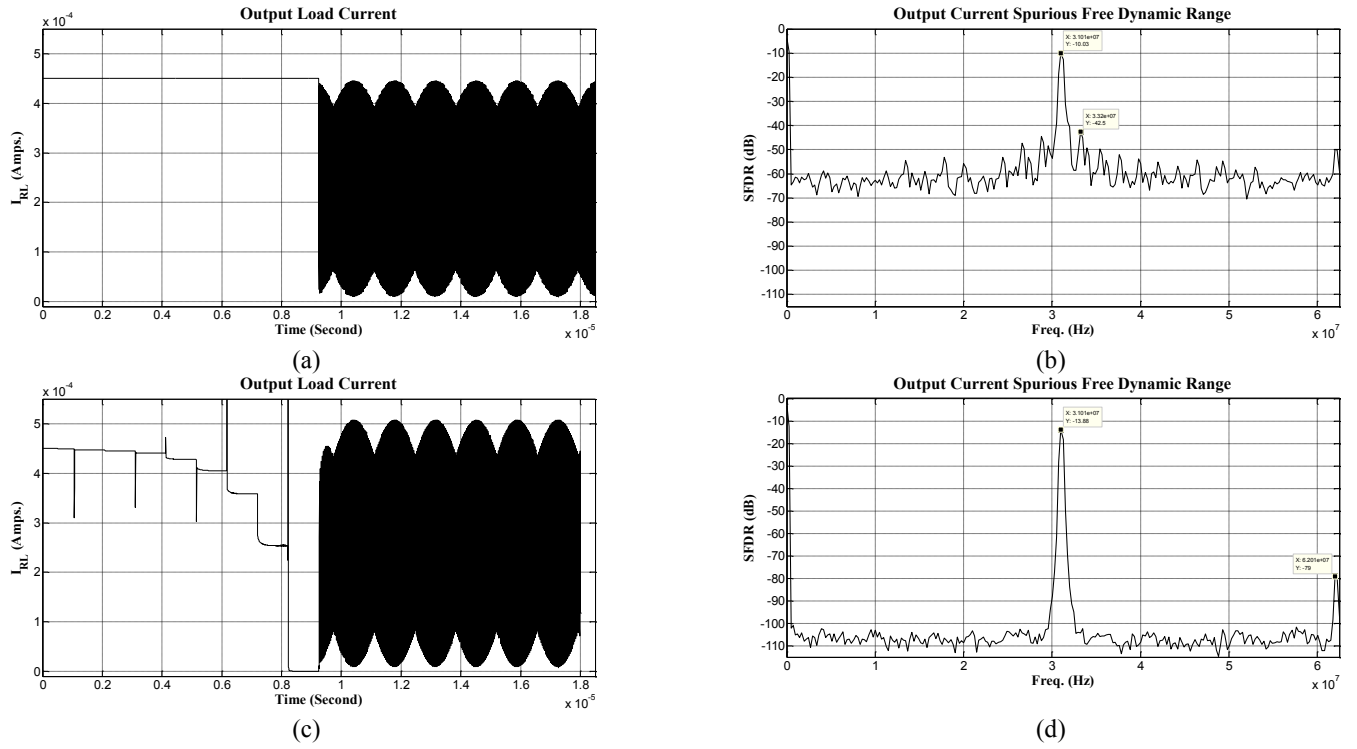 Output Load Current
x 10-4
5
4
3
2
1
0
I_RL (Amps.)
0 0.2 0.4 0.6 0.8 1 1.2 1.4 1.6 1.8
Time (Second)
x 10-5
(a)
Output Current Spurious Free Dynamic Range
0
-10
-20
-30
-40
-50
-60
-70
-80
-90
-100
-110
SFDR (dB)
X: 3.101e+07
Y: -10.03
X: 3.32e+07
Y: -42.5
0 1 2 3 4 5 6
Freq. (Hz)
x 10^7
(b)
Output Load Current
x 10-4
5
4
3
2
1
0
I_RL (Amps.)
0 0.2 0.4 0.6 0.8 1 1.2 1.4 1.6 1.8
Time (Second)
x 10-5
(c)
Output Current Spurious Free Dynamic Range
0
-10
-20
-30
-40
-50
-60
-70
-80
-90
-100
-110
SFDR (dB)
X: 3.101e+07
Y: -13.88
X: 6.201e+07
Y: -79
0 1 2 3 4 5 6
Freq. (Hz)
x 10^7
(d)